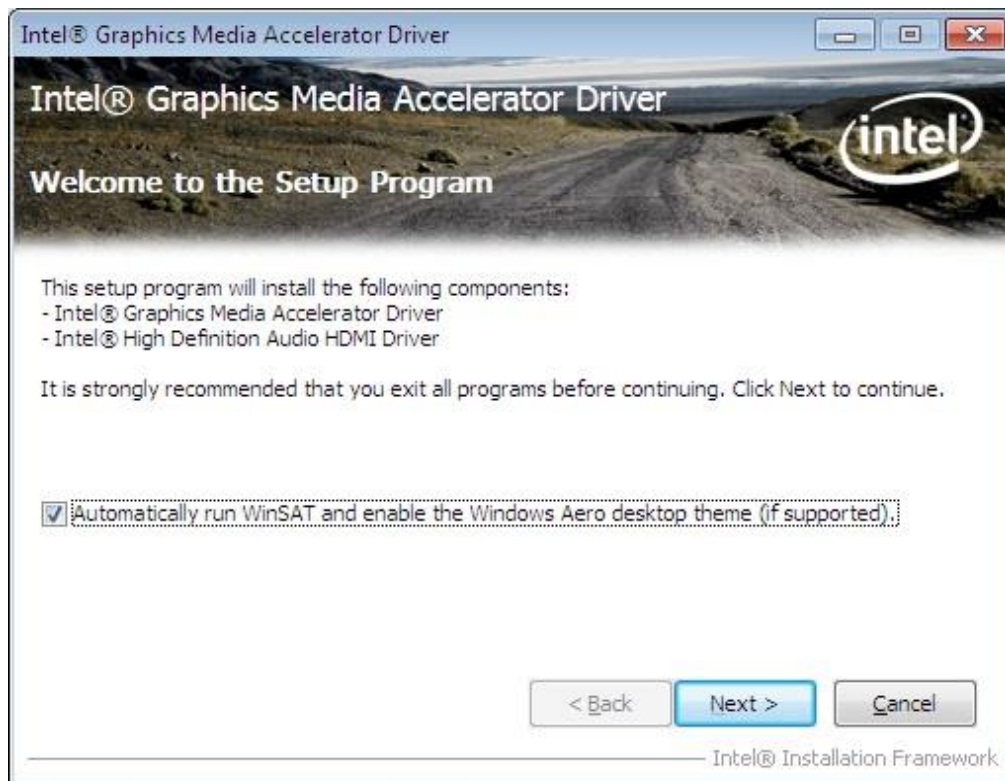 Intel® Graphics Media Accelerator Driver
Intel® Graphics Media Accelerator Driver
intel
Welcome to the Setup Program
This setup program will install the following components:
- Intel® Graphics Media Accelerator Driver
- Intel® High Definition Audio HDMI Driver
It is strongly recommended that you exit all programs before continuing. Click Next to continue.
Automatically run WinSAT and enable the Windows Aero desktop theme (if supported).
< Back Next > Cancel
Intel® Installation Framework